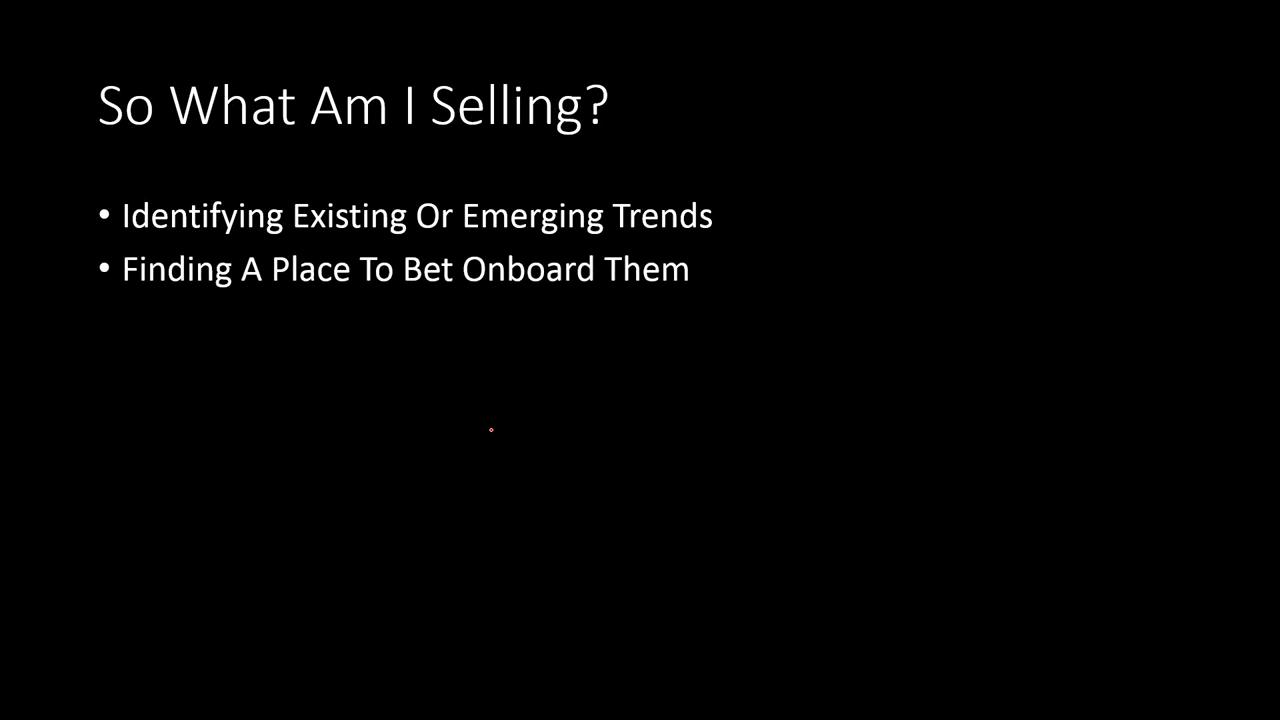 So What Am I Selling?
• Identifying Existing Or Emerging Trends
• Finding A Place To Bet Onboard Them